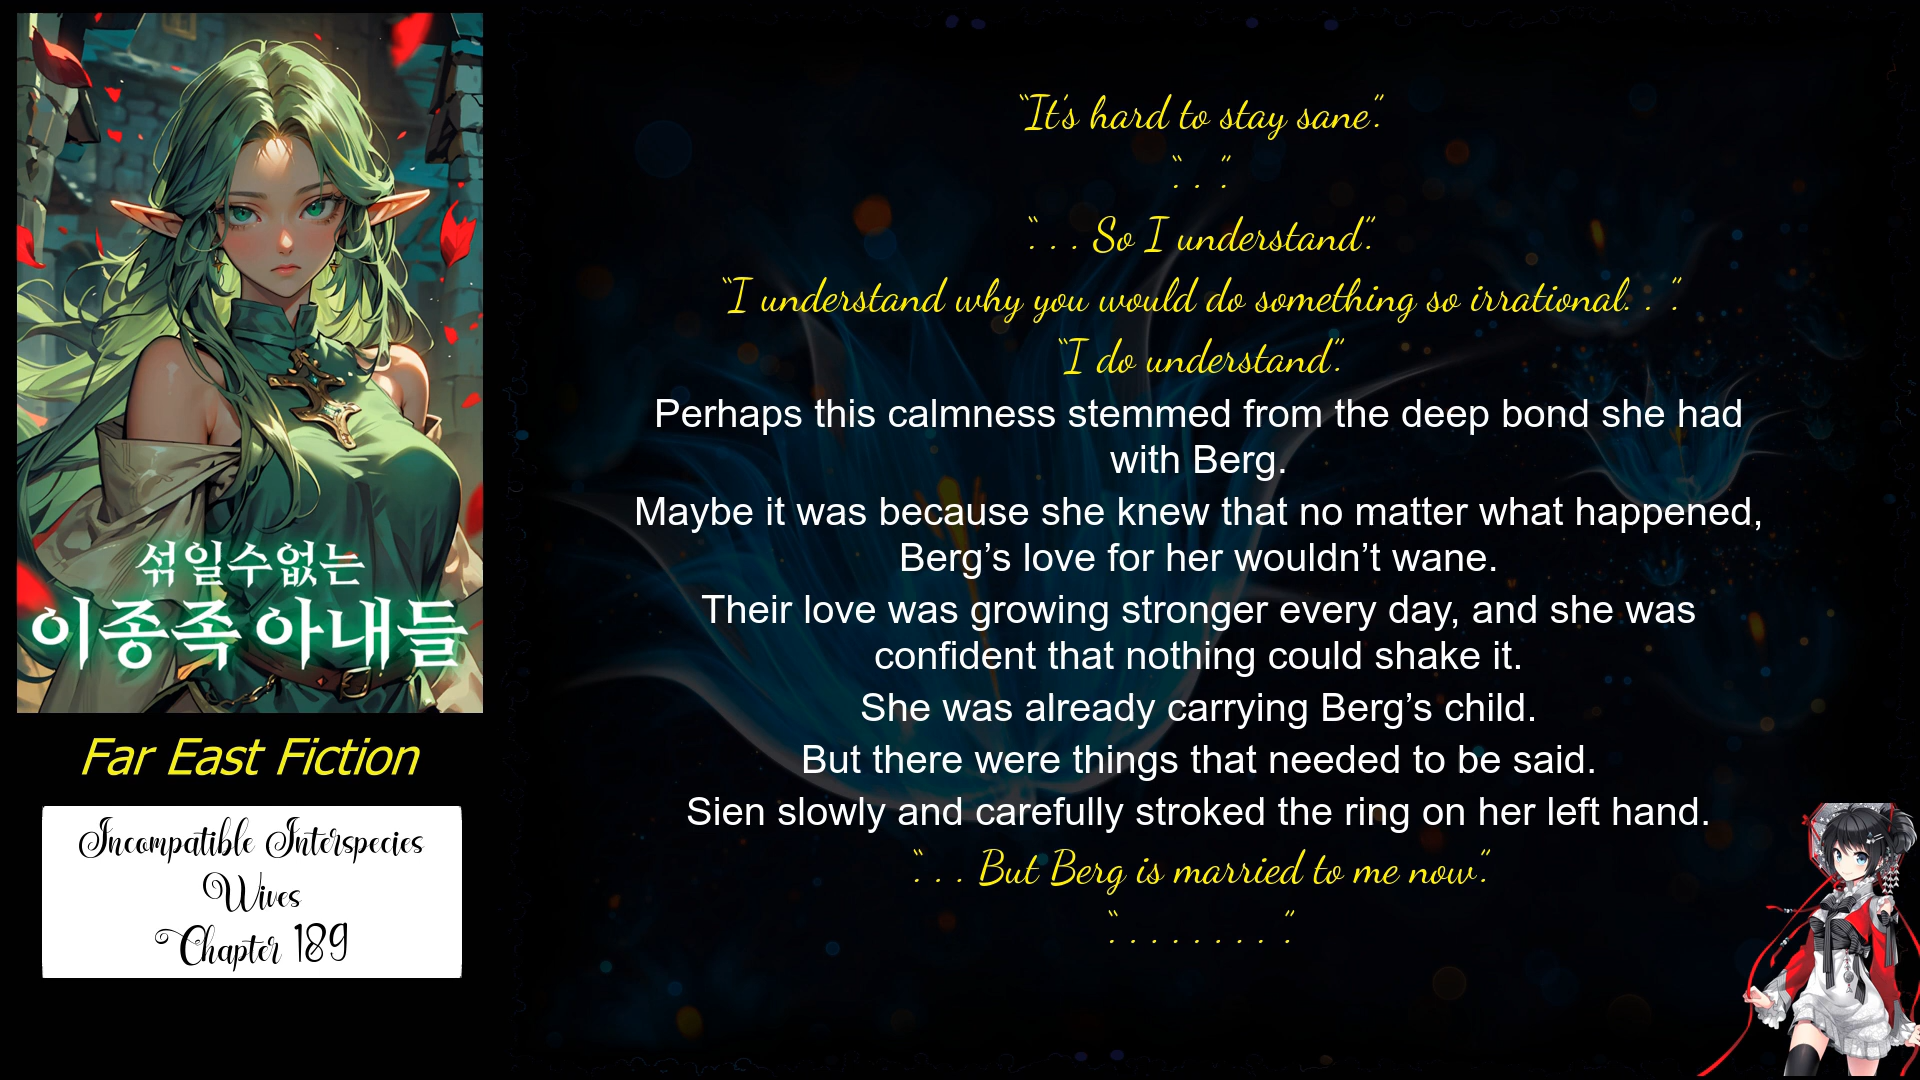 섞일수없는
이종족 아내들
Far East Fiction
Incompatible Interspecies
Wives
Chapter 189
“It’s hard to stay sane”.
“. . .”
“. . . So I understand”.
“I understand why you would do something so irrational. . .”
“I do understand”.
Perhaps this calmness stemmed from the deep bond she had
with Berg.
Maybe it was because she knew that no matter what happened,
Berg’s love for her wouldn’t wane.
Their love was growing stronger every day, and she was
confident that nothing could shake it.
She was already carrying Berg’s child.
But there were things that needed to be said.
Sien slowly and carefully stroked the ring on her left hand.
“. . . But Berg is married to me now”.
“. . . . . . . . . .”